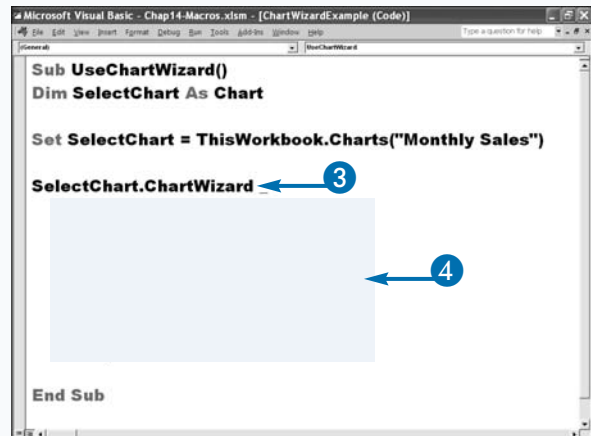 Microsoft Visual Basic - Chap14-Macros.xlsm - [ChartWizardExample (Code)]
File Edit View Insert Format Debug Run Tools Add-Ins Window Help Type a question for help
(General) UseChartWizard
Sub UseChartWizard()
Dim SelectChart As Chart
Set SelectChart = ThisWorkbook.Charts("Monthly Sales")
SelectChart.ChartWizard _ 3
4
End Sub